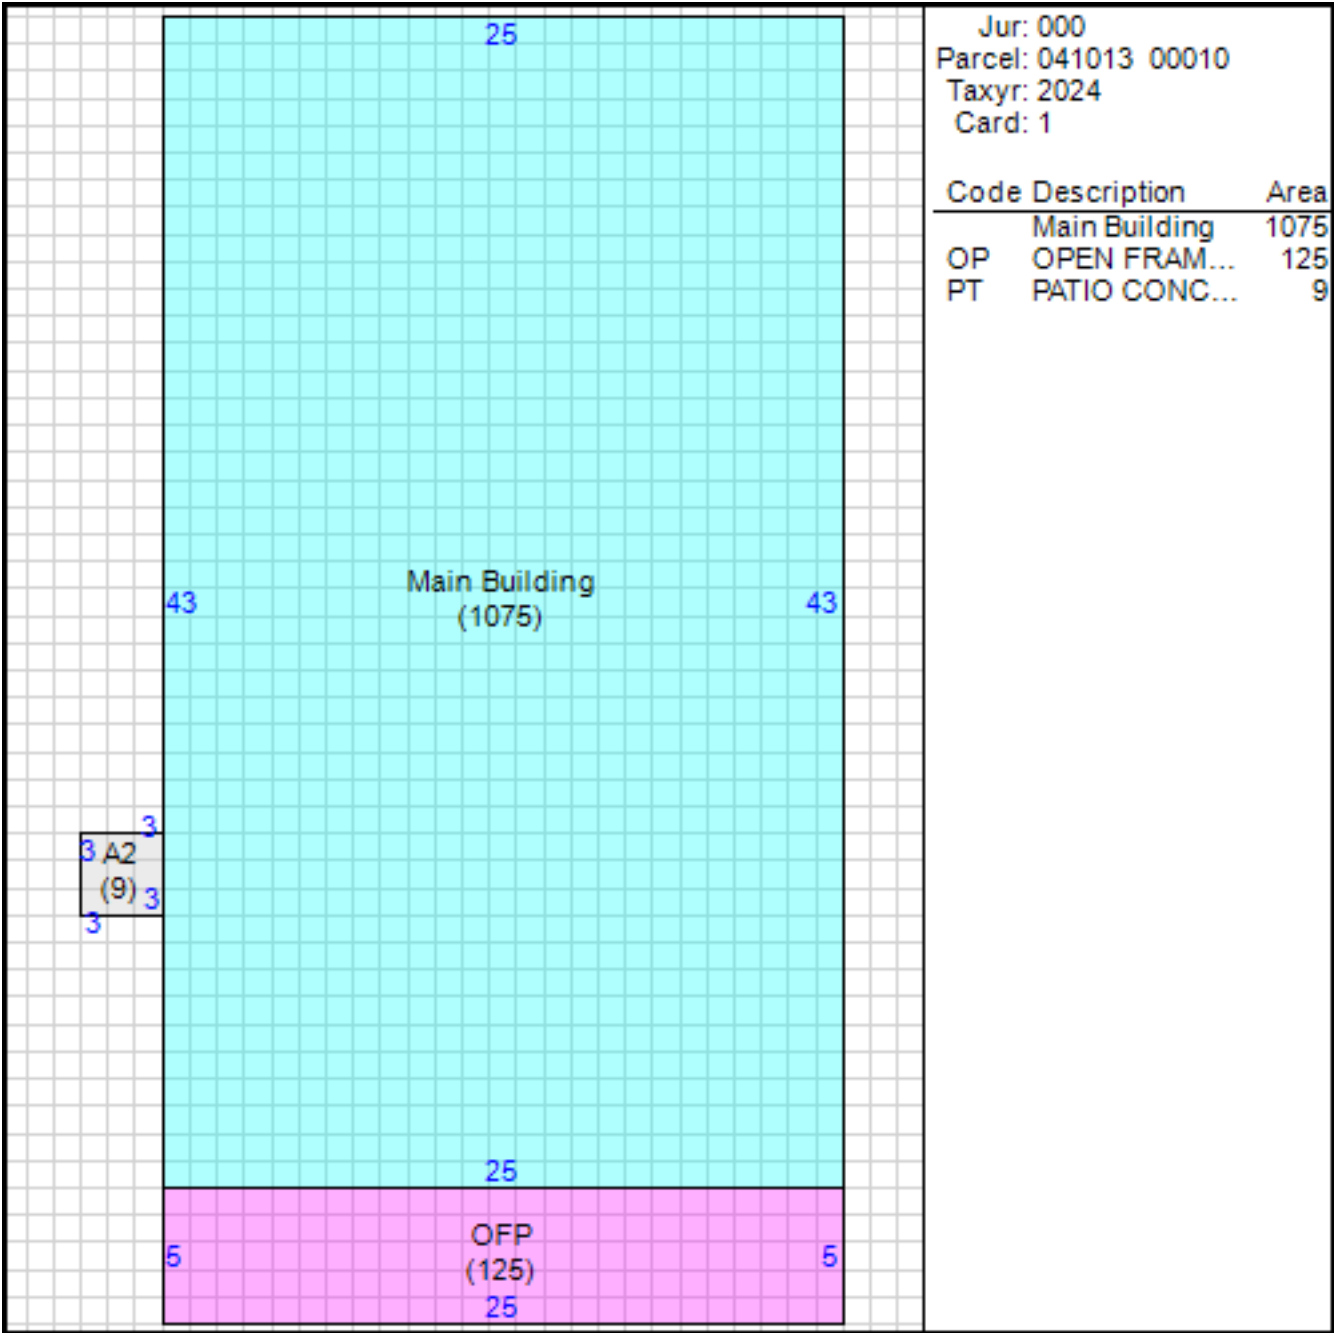 25
43
Main Building
(1075)
43
3
3 A2
(9) 3
3
25
OFP
5
(125)
5
25
Jur: 000
Parcel: 041013 00010
Taxyr: 2024
Card: 1
Code Description Area
Main Building 1075
OP OPEN FRAM... 125
PT PATIO CONC... 9